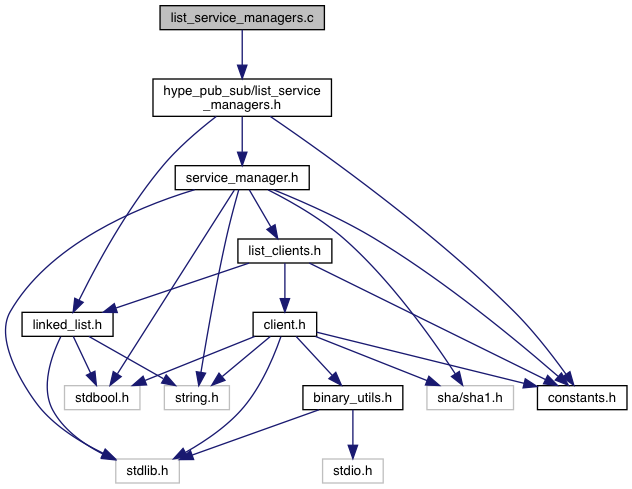 list_service_managers.c
hype_pub_sub/list_service
_managers.h
service_manager.h
list_clients.h
linked_list.h
client.h
stdbool.h
string.h
binary_utils.h
sha/sha1.h
constants.h
stdlib.h
stdio.h